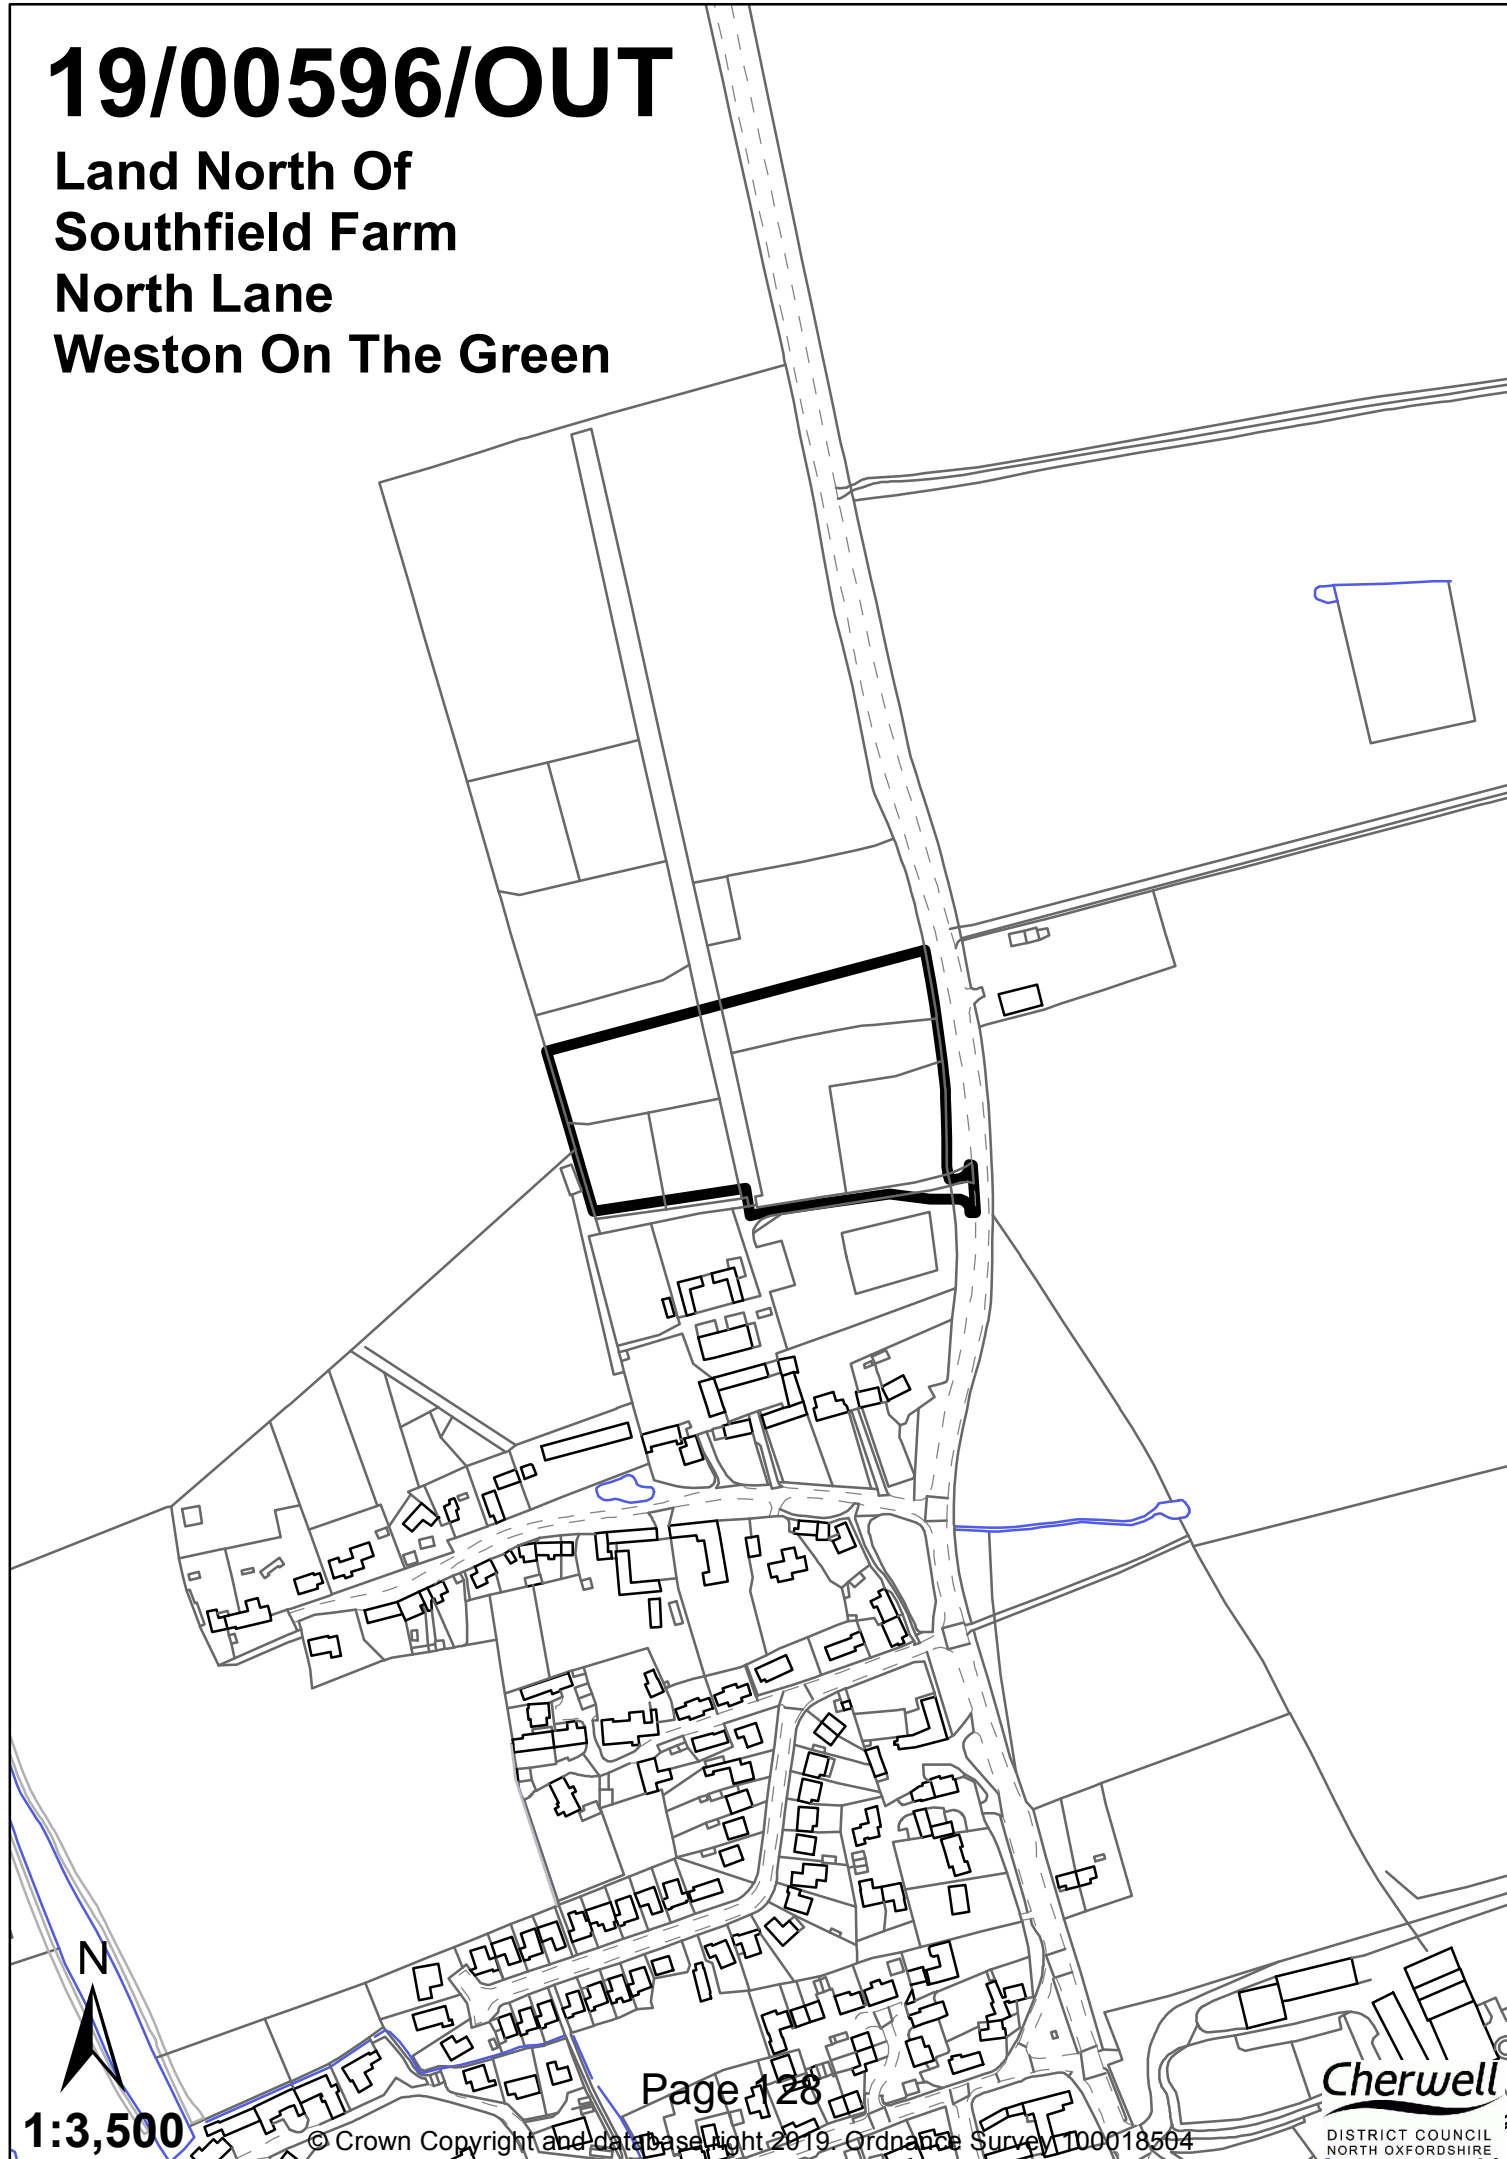 19/00596/OUT
Land North Of
Southfield Farm
North Lane
Weston On The Green
N
1:3,500
Page 128
© Crown Copyright and database right 2019. Ordnance Survey 100018504
Cherwell
DISTRICT COUNCIL
NORTH OXFORDSHIRE